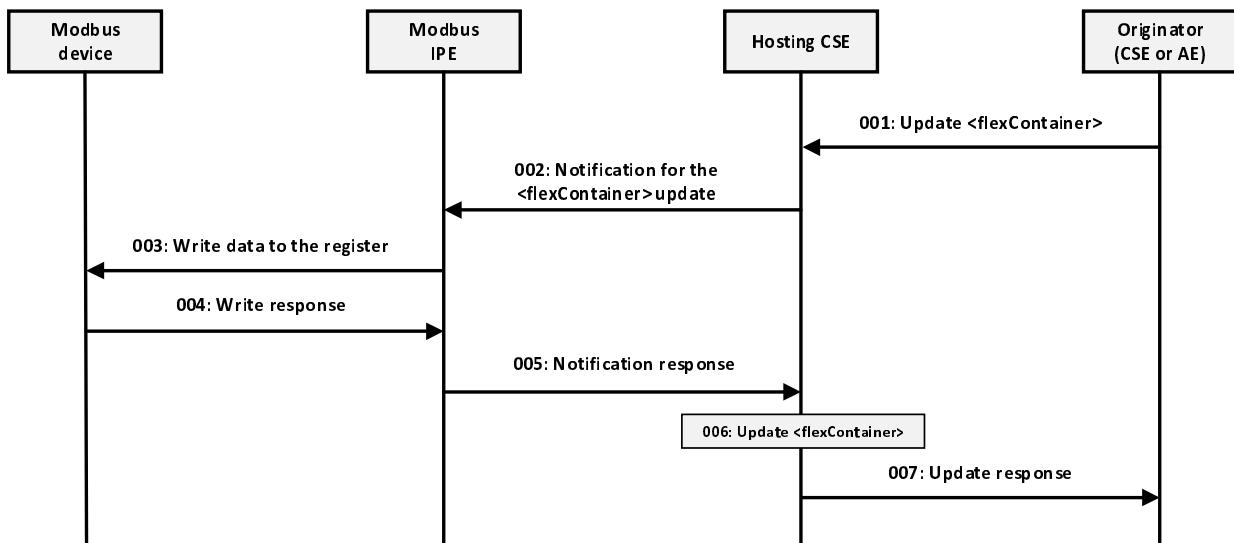 Modbus
device
Modbus
IPE
Hosting CSE
Originator
(CSE or AE)
001: Update <flexContainer>
002: Notification for the
<flexContainer> update
003: Write data to the register
004: Write response
005: Notification response
006: Update <flexContainer>
007: Update response